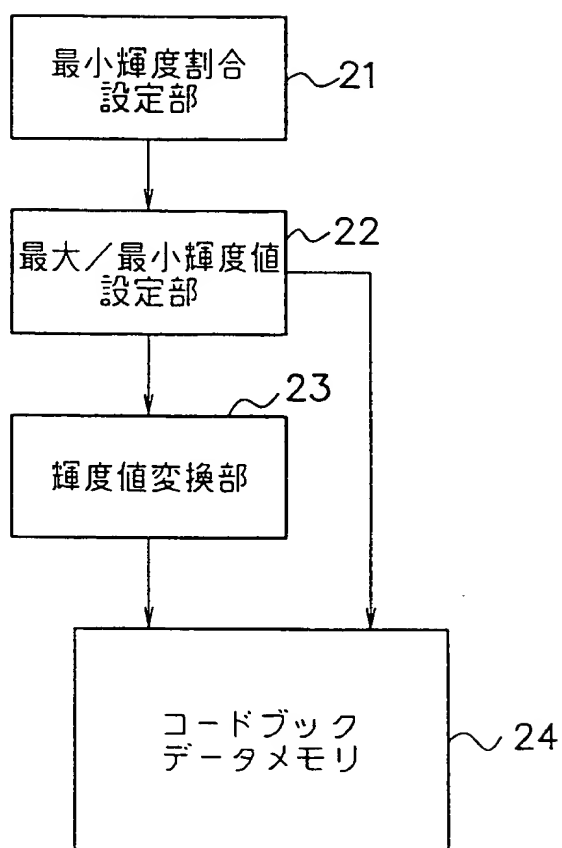 最小輝度割合
設定部
21
最大／最小輝度値
設定部
22
23
輝度値変換部
コードブック
データメモリ
24